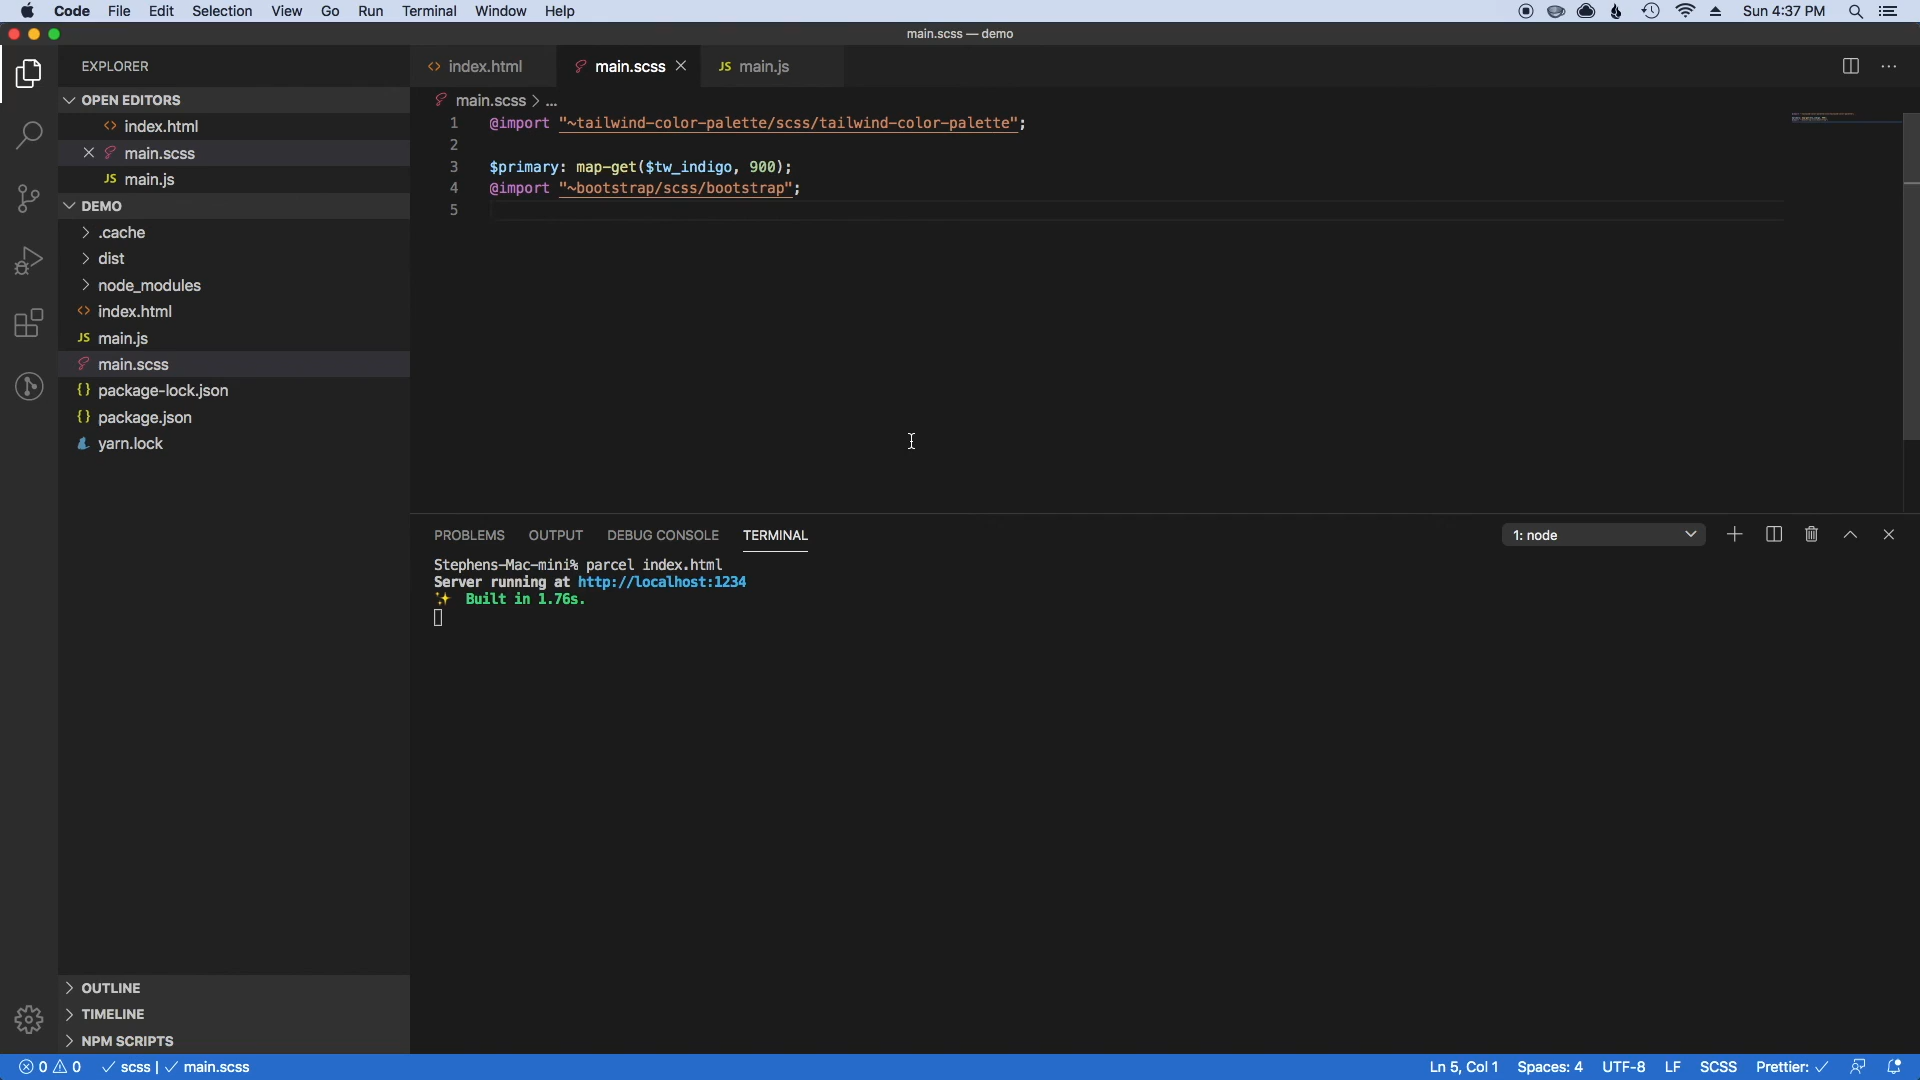 Code File Edit Selection View Go Run Terminal Window Help
Sun 4:37 PM
main.scss — demo
EXPLORER
OPEN EDITORS
index.html
main.scss
JS main.js
DEMO
.cache
dist
node_modules
index.html
JS main.js
main.scss
{} package-lock.json
{} package.json
yarn.lock
OUTLINE
TIMELINE
NPM SCRIPTS
index.html
main.scss
JS main.js
main.scss > ...
1 @import "~tailwind-color-palette/scss/tailwind-color-palette";
2
3 $primary: map-get($tw_indigo, 900);
4 @import "~bootstrap/scss/bootstrap";
5
PROBLEMS OUTPUT DEBUG CONSOLE TERMINAL
1: node
Stephens-Mac-mini% parcel index.html
Server running at http://localhost:1234
✨ Built in 1.76s.
0 0 ✓ scss | ✓ main.scss
Ln 5, Col 1 Spaces: 4 UTF-8 LF SCSS Prettier: ✓